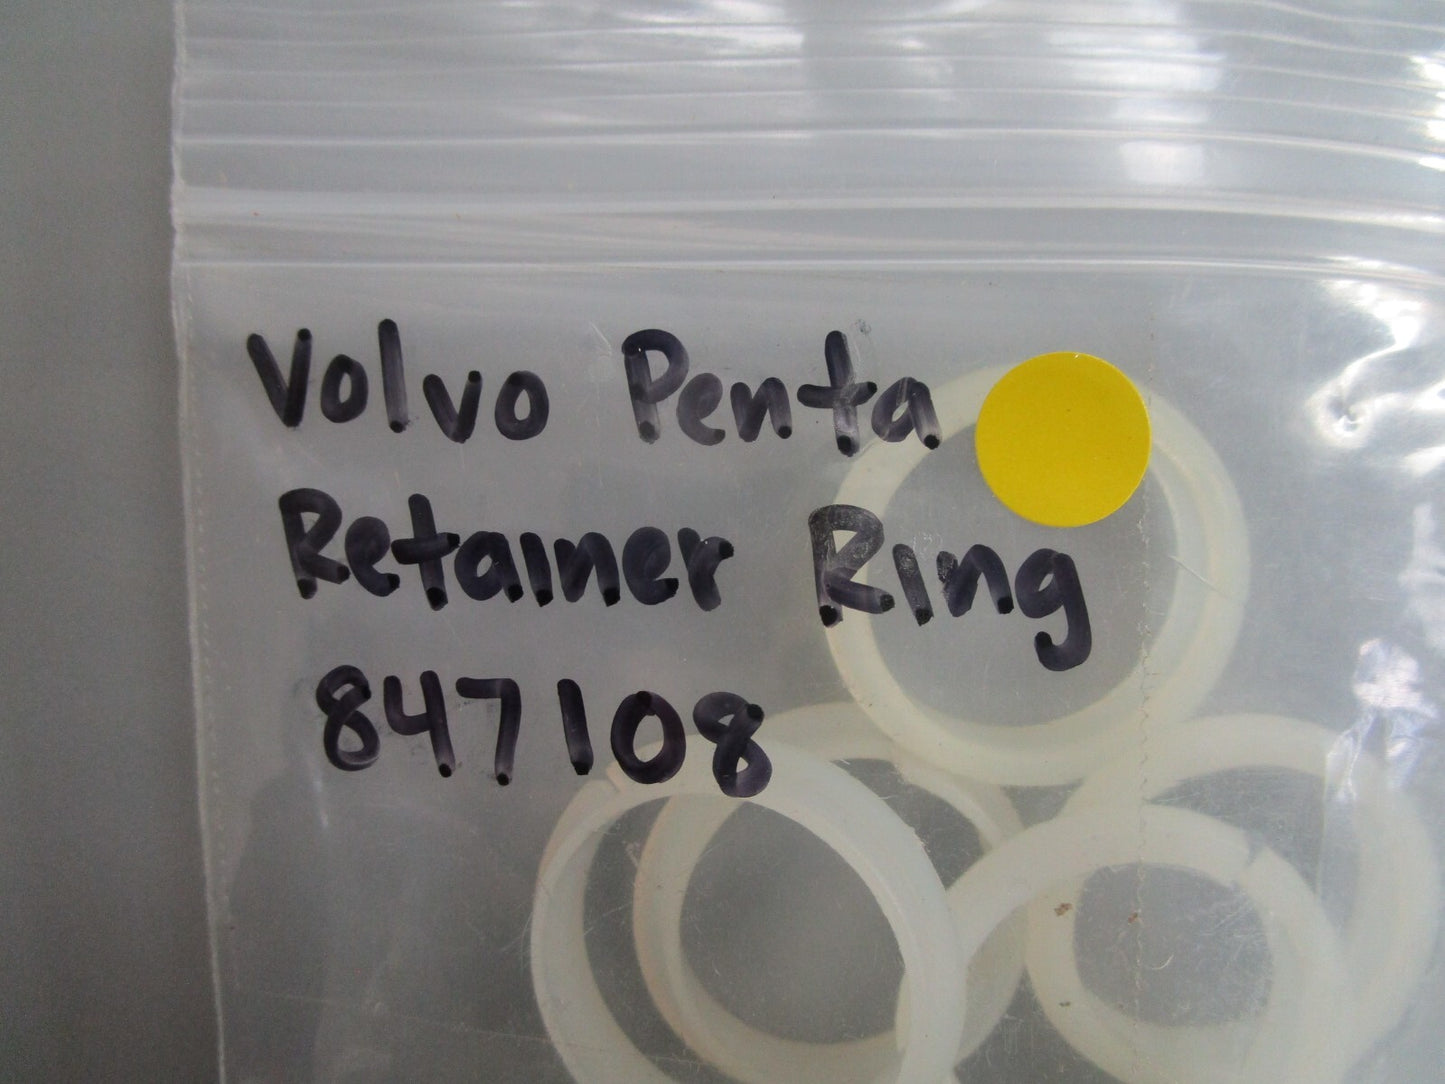 Volvo Penta
Retainer Ring
847108